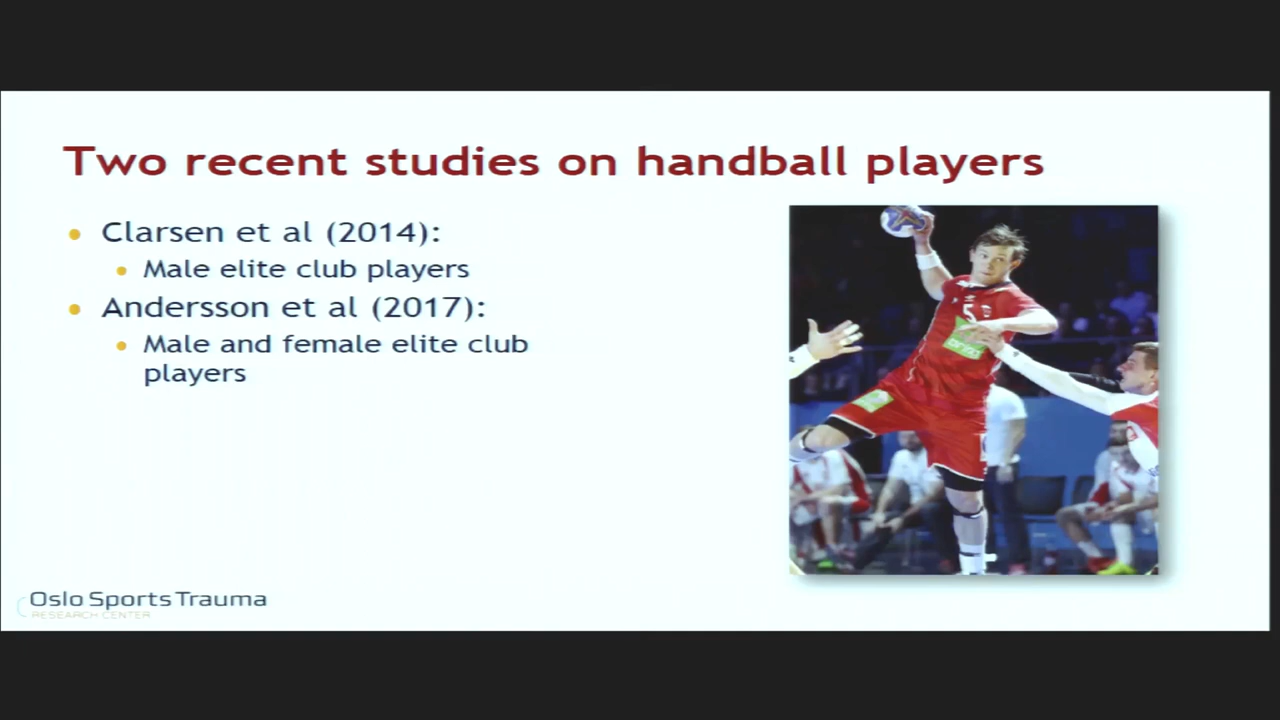 Two recent studies on handball players
• Clarsen et al (2014):
• Male elite club players
• Andersson et al (2017):
• Male and female elite club
players
5
Oslo Sports Trauma
RESEARCH CENTER